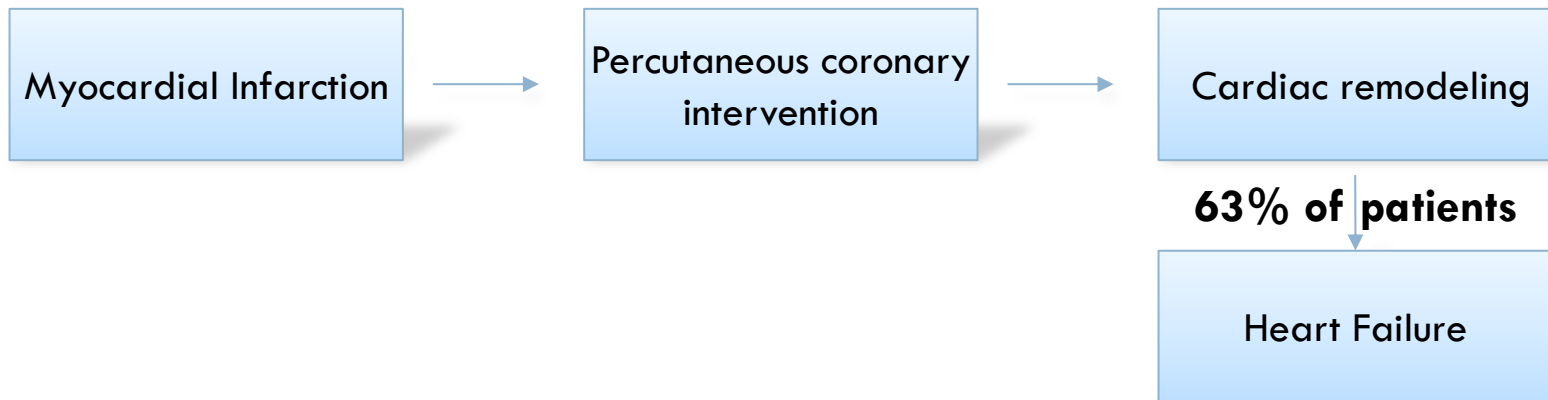 Myocardial Infarction
Percutaneous coronary
intervention
Cardiac remodeling
63% of patients
Heart Failure